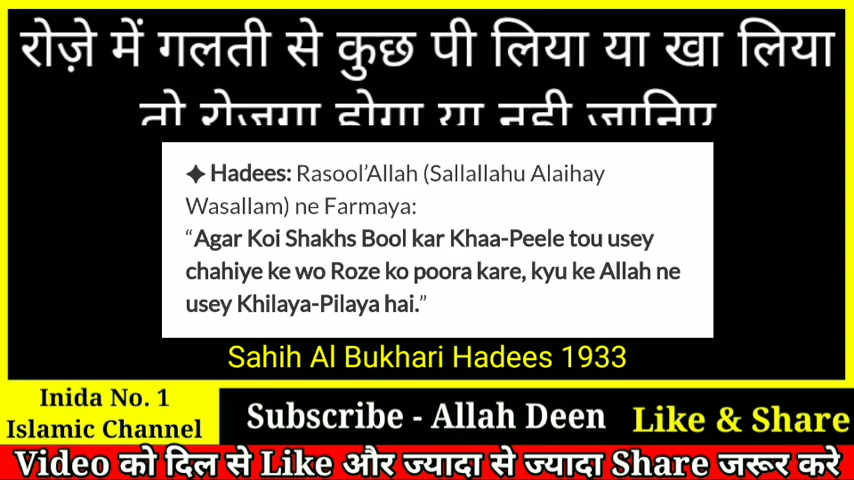 रोज़े में गलती से कुछ पी लिया या खा लिया
तो रोजगा होगा या नही जानिए
✦ Hadees: Rasool’Allah (Sallallahu Alaihay
Wasallam) ne Farmaya:
“Agar Koi Shakhs Bool kar Khaa-Peele tou usey
chahiye ke wo Roze ko poora kare, kyu ke Allah ne
usey Khilaya-Pilaya hai.”
Sahih Al Bukhari Hadees 1933
Inida No. 1
Islamic Channel
Subscribe - Allah Deen
Like & Share
Video को दिल से Like और ज्यादा से ज्यादा Share जरूर करे